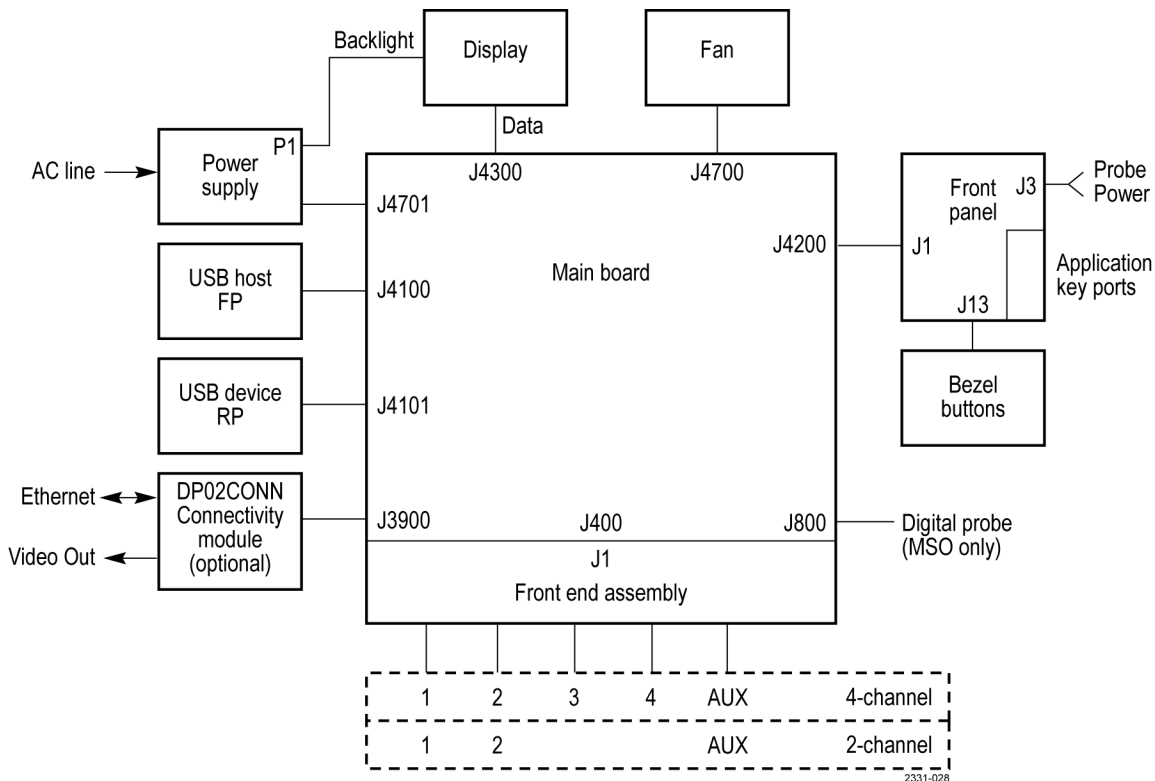 Backlight
Display
Fan
Data
AC line
Power
supply
P1
J4300
J4700
J4701
USB host
FP
J4100
Main board
J4200
J1
Front
panel
J3
Probe
Power
Application
key ports
J13
Bezel
buttons
USB device
RP
J4101
Ethernet
Video Out
DP02CONN
Connectivity
module
(optional)
J3900
J400
J800
Digital probe
(MSO only)
J1
Front end assembly
1 2 3 4 AUX 4-channel
1 2 AUX 2-channel
2331-028